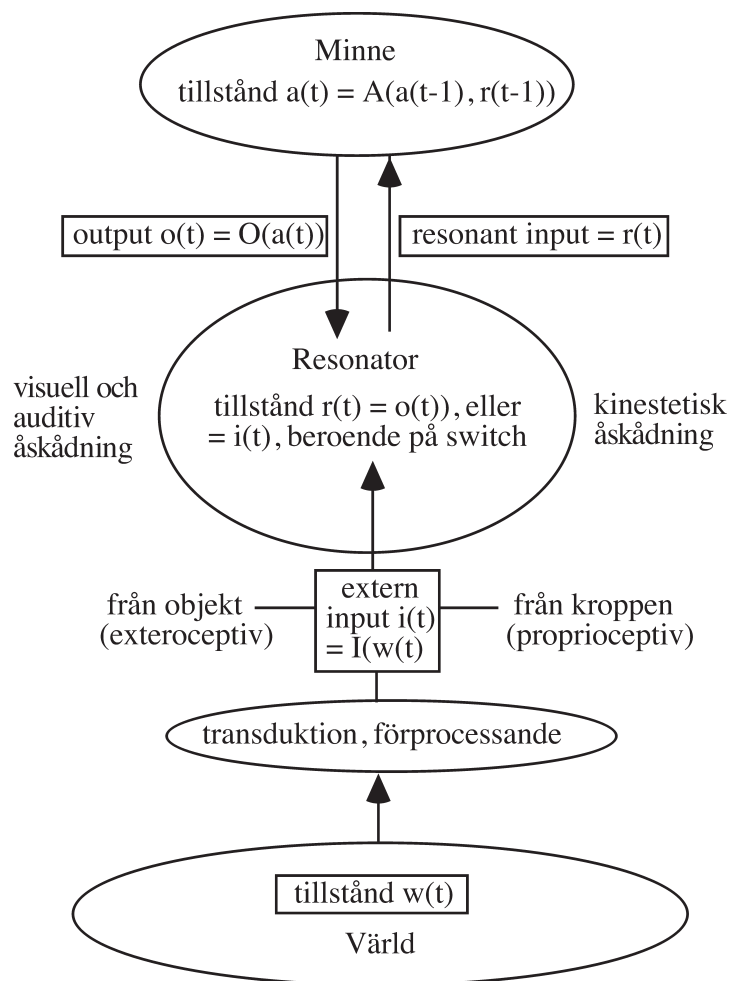 Minne
tillstånd a(t) = A(a(t-1), r(t-1))
output o(t) = O(a(t))
resonant input = r(t)
Resonator
visuell och
auditiv
åskådning
tillstånd r(t) = o(t)), eller
= i(t), beroende på switch
kinestetisk
åskådning
från objekt
(exteroceptiv)
extern
input i(t)
= I(w(t)
från kroppen
(proprioceptiv)
transduktion, förprocessande
tillstånd w(t)
Värld